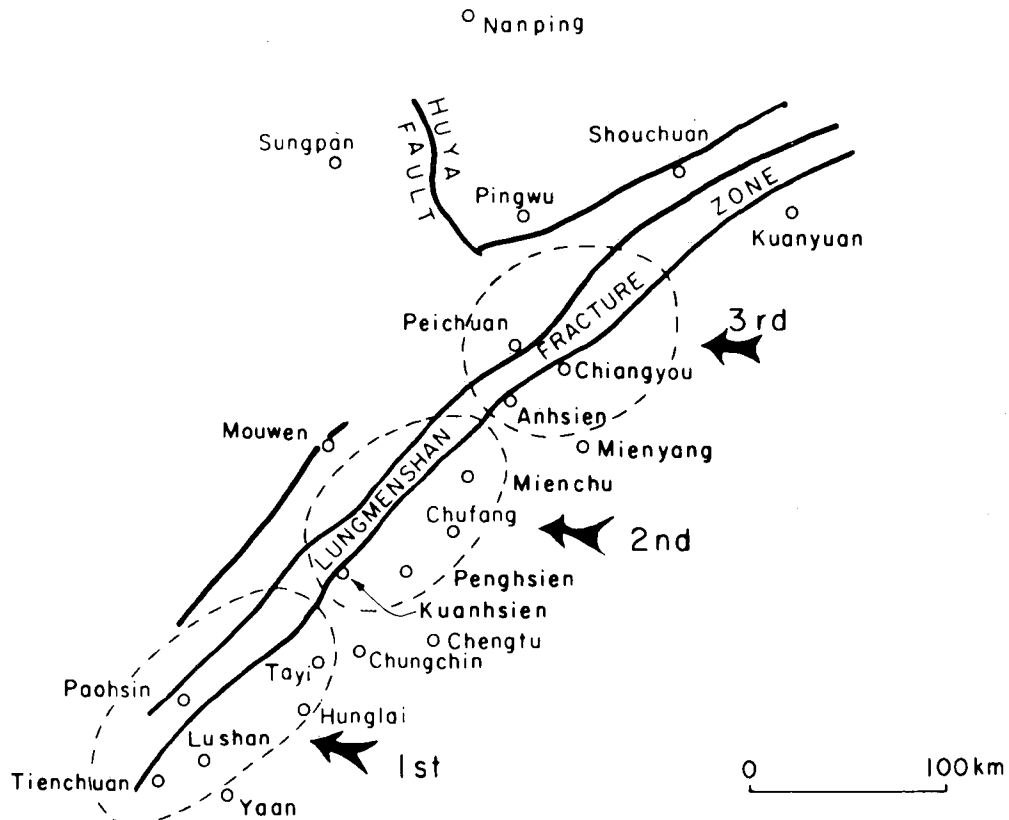 Nanping
HUYA
FAULT
Sungpan
Shouchuan
Pingwu
ZONE
Kuanyuan
FRACTURE
3rd
Peichuan
Chiangyou
Anhsien
Mouwen
Mienyang
LUNGMENSHAN
Mienchu
Chufang
2nd
Penghsien
Kuanhsien
Chengtu
Chungchin
Tayi
Paohsin
Hunglai
Lushan
1st
0 100km
Tienchuan
Yaan